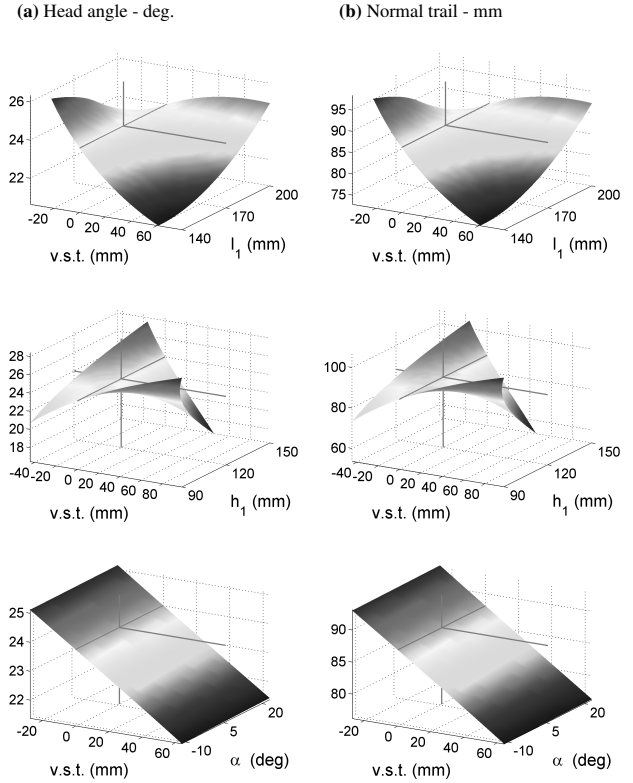 (a) Head angle - deg.
(b) Normal trail - mm
26
24
22
-20 0 20 40 60
140 170 200
v.s.t. (mm)
l1 (mm)
95
90
85
80
75
-20 0 20 40 60
140 170 200
v.s.t. (mm)
l1 (mm)
28
26
24
22
20
18
-40 -20 0 20 40 60 80
90 120 150
v.s.t. (mm)
h1 (mm)
100
80
60
-40 -20 0 20 40 60 80
90 120 150
v.s.t. (mm)
h1 (mm)
25
24
23
22
-20 0 20 40 60
-10 5 20
v.s.t. (mm)
α (deg)
90
85
80
-20 0 20 40 60
-10 5 20
v.s.t. (mm)
α (deg)